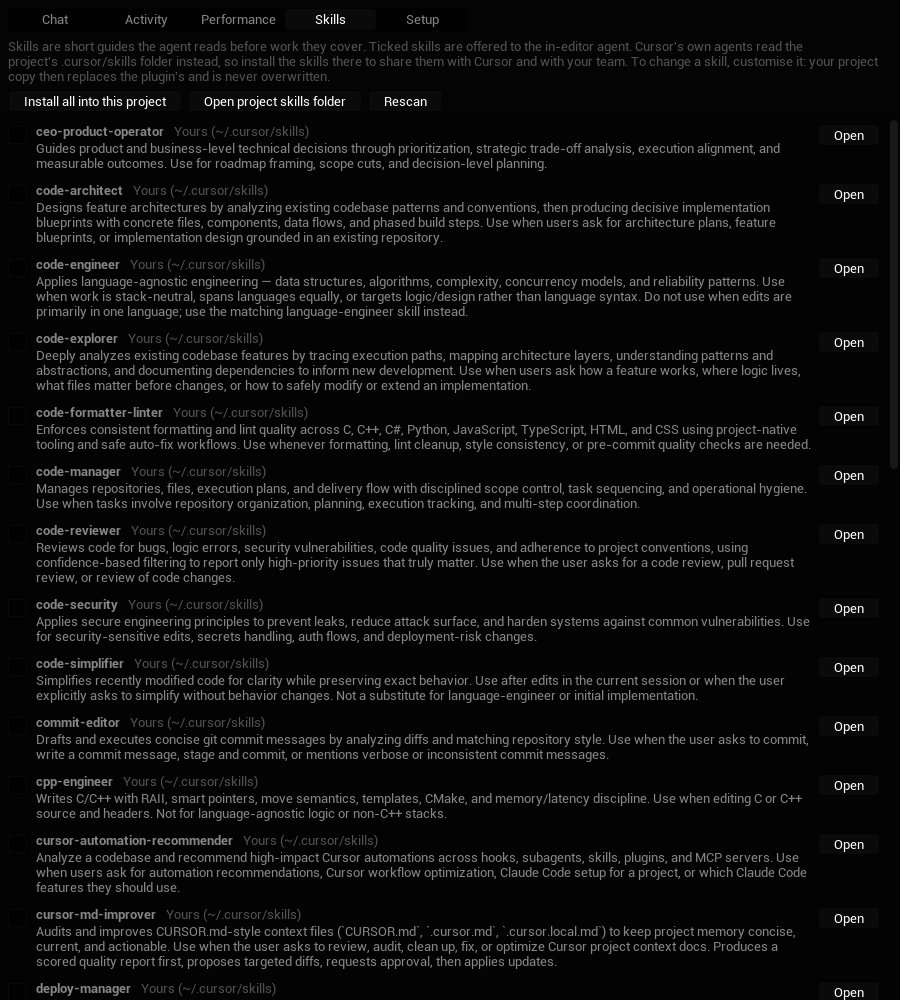 Chat Activity Performance Skills Setup
Skills are short guides the agent reads before work they cover. Ticked skills are offered to the in-editor agent. Cursor's own agents read the
project's .cursor/skills folder instead, so install the skills there to share them with Cursor and with your team. To change a skill, customise it: your project
copy then replaces the plugin's and is never overwritten.
Install all into this project Open project skills folder Rescan
ceo-product-operator Yours (~/.cursor/skills) Open
Guides product and business-level technical decisions through prioritization, strategic trade-off analysis, execution alignment, and
measurable outcomes. Use for roadmap framing, scope cuts, and decision-level planning.
code-architect Yours (~/.cursor/skills) Open
Designs feature architectures by analyzing existing codebase patterns and conventions, then producing decisive implementation
blueprints with concrete files, components, data flows, and phased build steps. Use when users ask for architecture plans, feature
blueprints, or implementation design grounded in an existing repository.
code-engineer Yours (~/.cursor/skills) Open
Applies language-agnostic engineering — data structures, algorithms, complexity, concurrency models, and reliability patterns. Use
when work is stack-neutral, spans languages equally, or targets logic/design rather than language syntax. Do not use when edits are
primarily in one language; use the matching language-engineer skill instead.
code-explorer Yours (~/.cursor/skills) Open
Deeply analyzes existing codebase features by tracing execution paths, mapping architecture layers, understanding patterns and
abstractions, and documenting dependencies to inform new development. Use when users ask how a feature works, where logic lives,
what files matter before changes, or how to safely modify or extend an implementation.
code-formatter-linter Yours (~/.cursor/skills) Open
Enforces consistent formatting and lint quality across C, C++, C#, Python, JavaScript, TypeScript, HTML, and CSS using project-native
tooling and safe auto-fix workflows. Use whenever formatting, lint cleanup, style consistency, or pre-commit quality checks are needed.
code-manager Yours (~/.cursor/skills) Open
Manages repositories, files, execution plans, and delivery flow with disciplined scope control, task sequencing, and operational hygiene.
Use when tasks involve repository organization, planning, execution tracking, and multi-step coordination.
code-reviewer Yours (~/.cursor/skills) Open
Reviews code for bugs, logic errors, security vulnerabilities, code quality issues, and adherence to project conventions, using
confidence-based filtering to report only high-priority issues that truly matter. Use when the user asks for a code review, pull request
review, or review of code changes.
code-security Yours (~/.cursor/skills) Open
Applies secure engineering principles to prevent leaks, reduce attack surface, and harden systems against common vulnerabilities. Use
for security-sensitive edits, secrets handling, auth flows, and deployment-risk changes.
code-simplifier Yours (~/.cursor/skills) Open
Simplifies recently modified code for clarity while preserving exact behavior. Use after edits in the current session or when the user
explicitly asks to simplify without behavior changes. Not a substitute for language-engineer or initial implementation.
commit-editor Yours (~/.cursor/skills) Open
Drafts and executes concise git commit messages by analyzing diffs and matching repository style. Use when the user asks to commit,
write a commit message, stage and commit, or mentions verbose or inconsistent commit messages.
cpp-engineer Yours (~/.cursor/skills) Open
Writes C/C++ with RAII, smart pointers, move semantics, templates, CMake, and memory/latency discipline. Use when editing C or C++
source and headers. Not for language-agnostic logic or non-C++ stacks.
cursor-automation-recommender Yours (~/.cursor/skills) Open
Analyze a codebase and recommend high-impact Cursor automations across hooks, subagents, skills, plugins, and MCP servers. Use
when users ask for automation recommendations, Cursor workflow optimization, Claude Code setup for a project, or which Claude Code
features they should use.
cursor-md-improver Yours (~/.cursor/skills) Open
Audits and improves CURSOR.md-style context files (`CURSOR.md`, `.cursor.md`, `.cursor.local.md`) to keep project memory concise,
current, and actionable. Use when the user asks to review, audit, clean up, fix, or optimize Cursor project context docs. Produces a
scored quality report first, proposes targeted diffs, requests approval, then applies updates.
deploy-manager Yours (~/.cursor/skills) Open